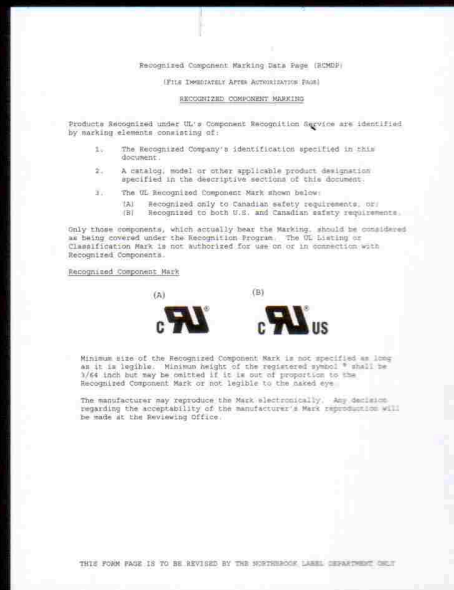 Recognized Component Marking Data Page (RCMDP)
(FILE IMMEDIATELY AFTER AUTHORIZATION PAGE)
RECOGNIZED COMPONENT MARKING
Products Recognized under UL's Component Recognition Service are identified
by marking elements consisting of:
1. The Recognized Company's identification specified in this
document.
2. A catalog, model or other applicable product designation
specified in the descriptive sections of this document.
3. The UL Recognized Component Mark shown below:
(A) Recognized only to Canadian safety requirements, or;
(B) Recognized to both U.S. and Canadian safety requirements.
Only those components, which actually bear the Marking, should be considered
as being covered under the Recognition Program. The UL Listing or
Classification Mark is not authorized for use on or in connection with
Recognized Components.
Recognized Component Mark
(A) (B)
c RU ® c RU ® US
Minimum size of the Recognized Component Mark is not specified as long
as it is legible. Minimum height of the registered symbol ® shall be
3/64 inch but may be omitted if it is out of proportion to the
Recognized Component Mark or not legible to the naked eye.
The manufacturer may reproduce the Mark electronically. Any decision
regarding the acceptability of the manufacturer's Mark reproduction will
be made at the Reviewing Office.
THIS FORM PAGE IS TO BE REVISED BY THE NORTHBROOK LABEL DEPARTMENT ONLY